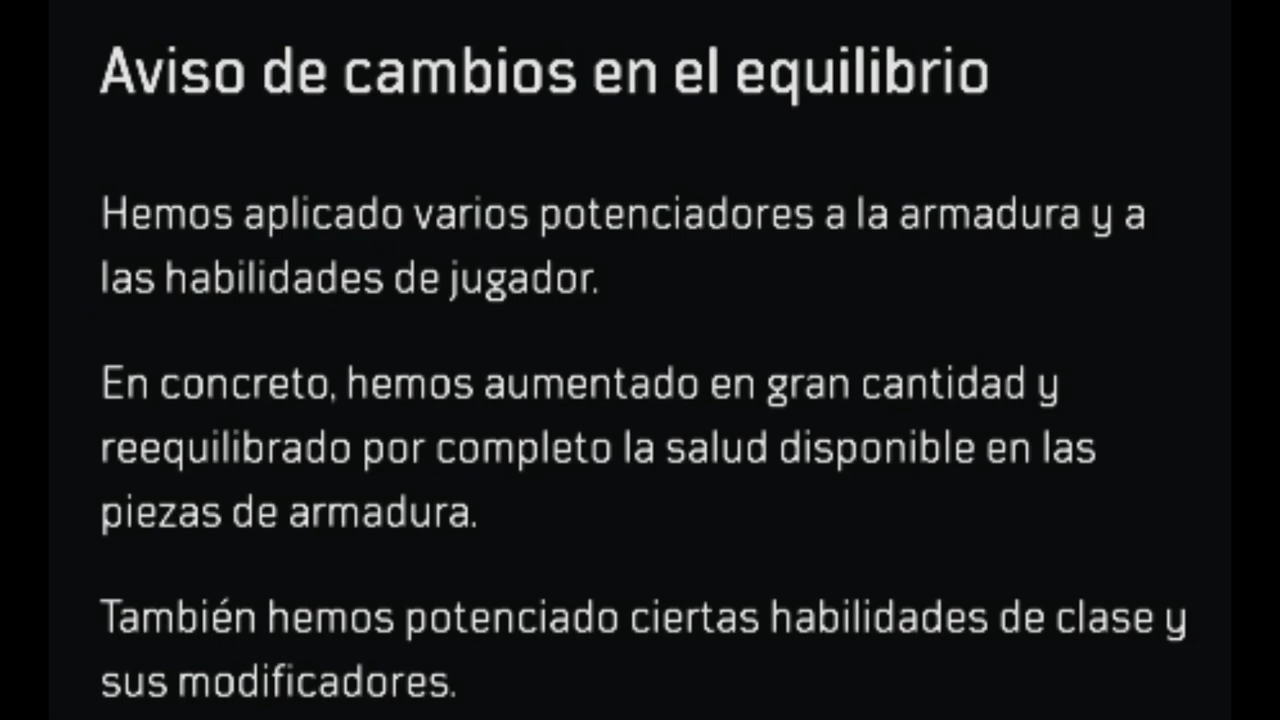 Aviso de cambios en el equilibrio
Hemos aplicado varios potenciadores a la armadura y a
las habilidades de jugador.
En concreto, hemos aumentado en gran cantidad y
reequilibrado por completo la salud disponible en las
piezas de armadura.
También hemos potenciado ciertas habilidades de clase y
sus modificadores.